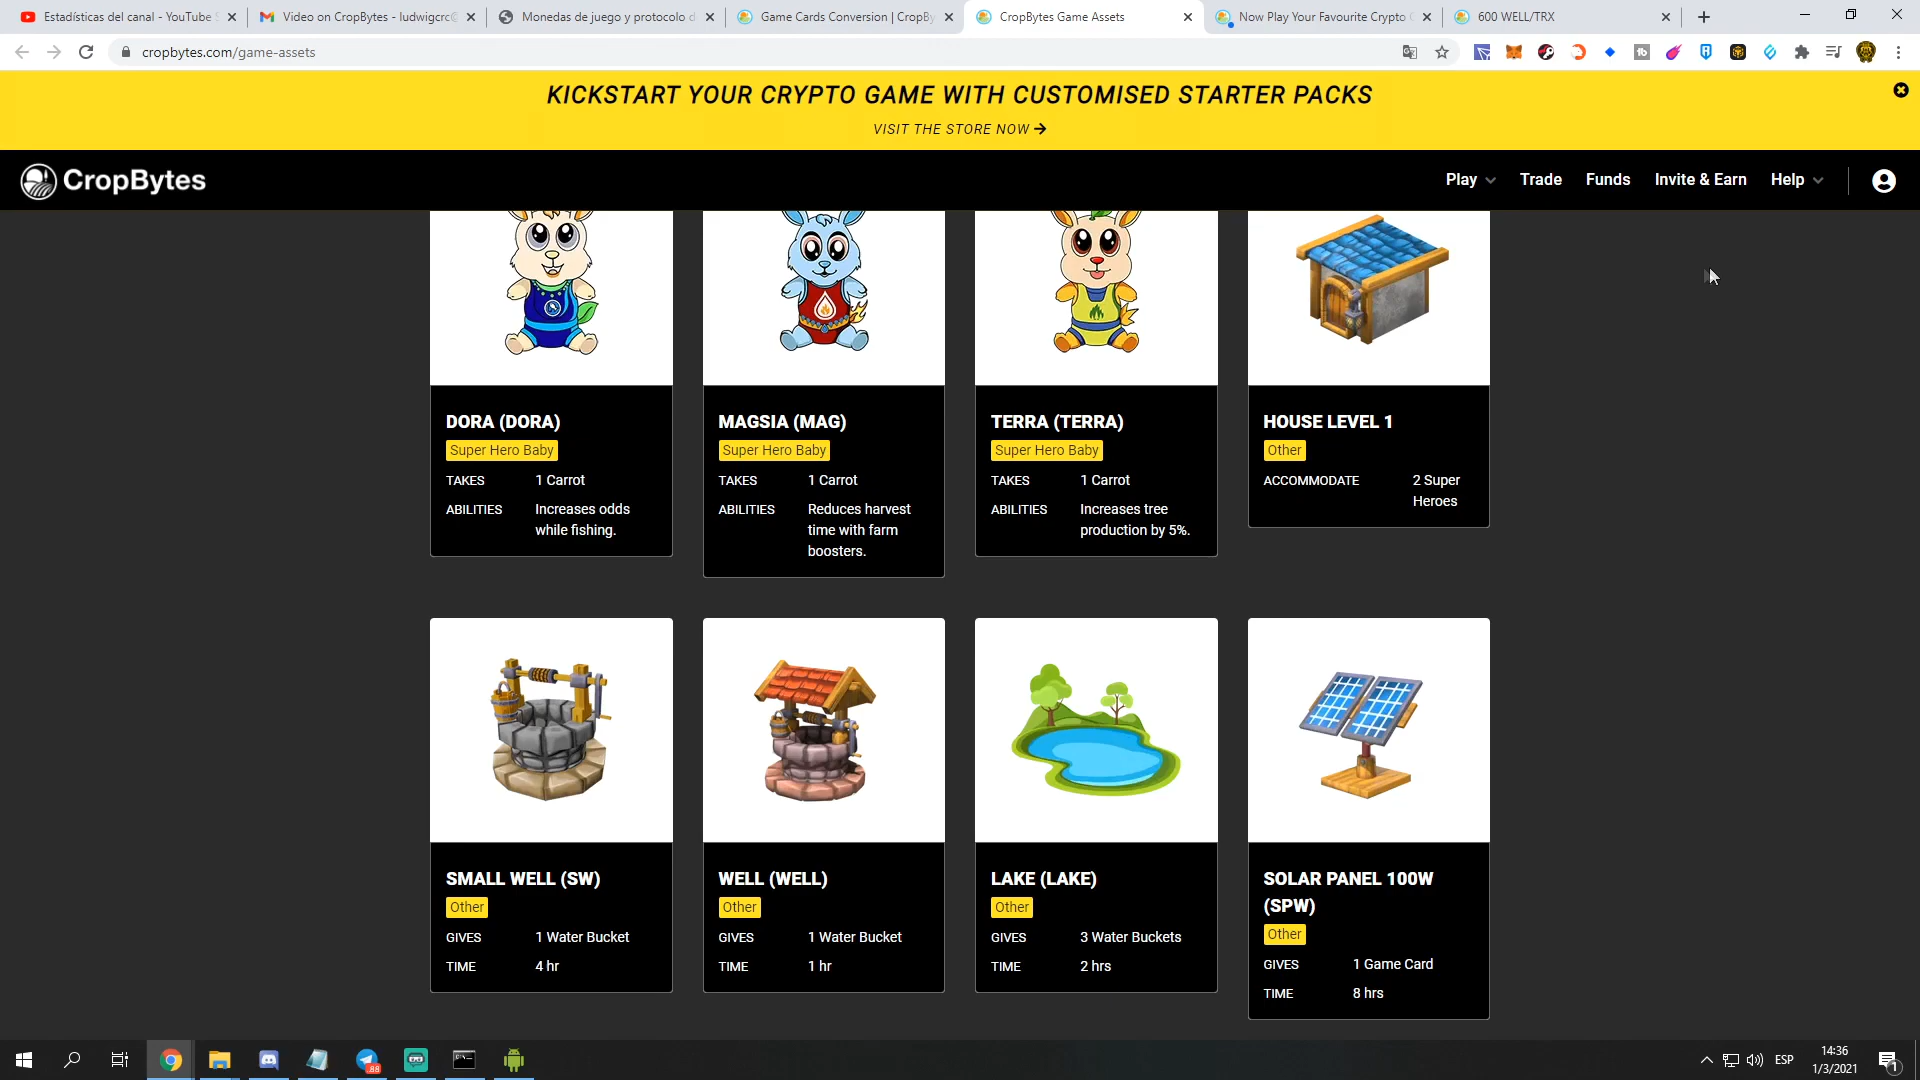 Estadísticas del canal - YouTube S
Video on CropBytes - ludwigcrc@
Monedas de juego y protocolo d
Game Cards Conversion | CropBy
CropBytes Game Assets
Now Play Your Favourite Crypto G
600 WELL/TRX
cropbytes.com/game-assets
KICKSTART YOUR CRYPTO GAME WITH CUSTOMISED STARTER PACKS
VISIT THE STORE NOW →
CropBytes
Play
Trade
Funds
Invite & Earn
Help
DORA (DORA)
Super Hero Baby
TAKES 1 Carrot
ABILITIES Increases odds
while fishing.
MAGSIA (MAG)
Super Hero Baby
TAKES 1 Carrot
ABILITIES Reduces harvest
time with farm
boosters.
TERRA (TERRA)
Super Hero Baby
TAKES 1 Carrot
ABILITIES Increases tree
production by 5%.
HOUSE LEVEL 1
Other
ACCOMMODATE 2 Super
Heroes
SMALL WELL (SW)
Other
GIVES 1 Water Bucket
TIME 4 hr
WELL (WELL)
Other
GIVES 1 Water Bucket
TIME 1 hr
LAKE (LAKE)
Other
GIVES 3 Water Buckets
TIME 2 hrs
SOLAR PANEL 100W
(SPW)
Other
GIVES 1 Game Card
TIME 8 hrs
88
ESP
14:36
1/3/2021
1